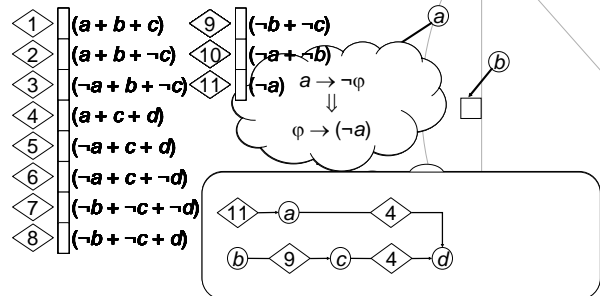 1 (a + b + c)
2 (a + b + ¬c)
3 (¬a + b + ¬c)
4 (a + c + d)
5 (¬a + c + d)
6 (¬a + c + ¬d)
7 (¬b + ¬c + ¬d)
8 (¬b + ¬c + d)
9 (¬b + ¬c)
10 (¬a + ¬b)
11 (¬a)
a → ¬φ
⇓
φ → (¬a)
a
b
11 a 4
b 9 c 4 d